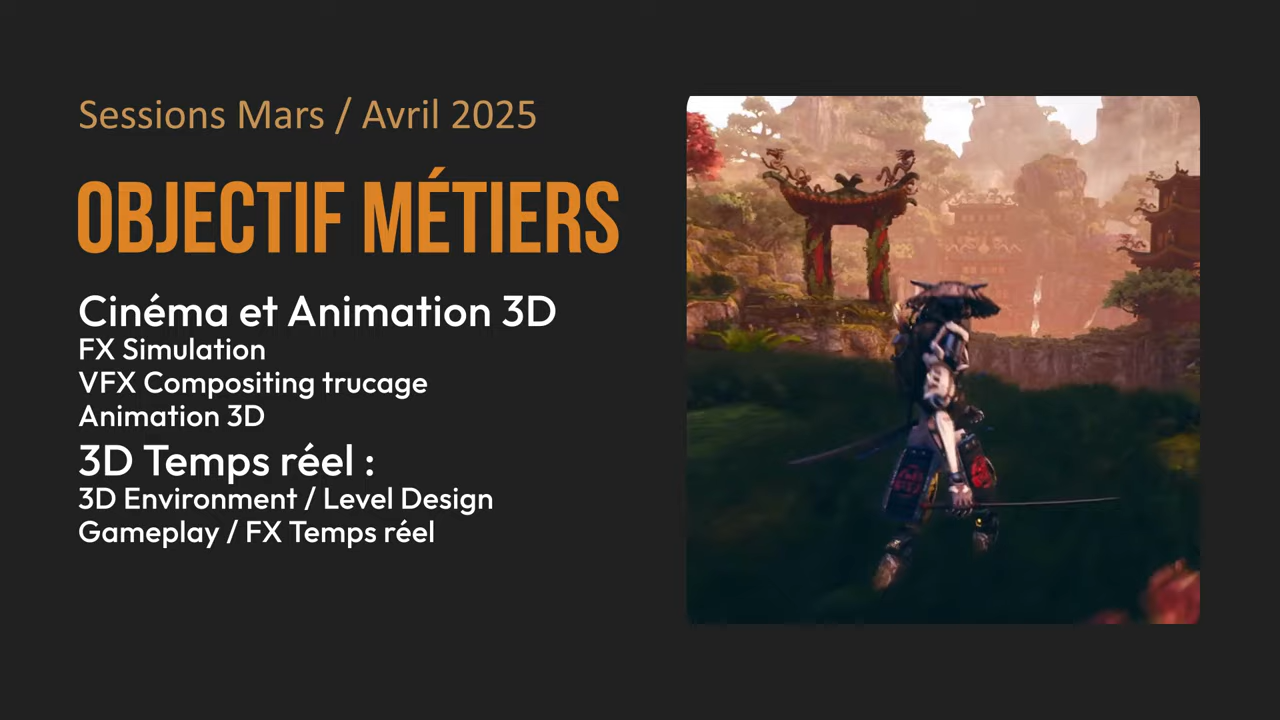 Sessions Mars / Avril 2025
OBJECTIF MÉTIERS
Cinéma et Animation 3D
FX Simulation
VFX Compositing trucage
Animation 3D
3D Temps réel :
3D Environment / Level Design
Gameplay / FX Temps réel